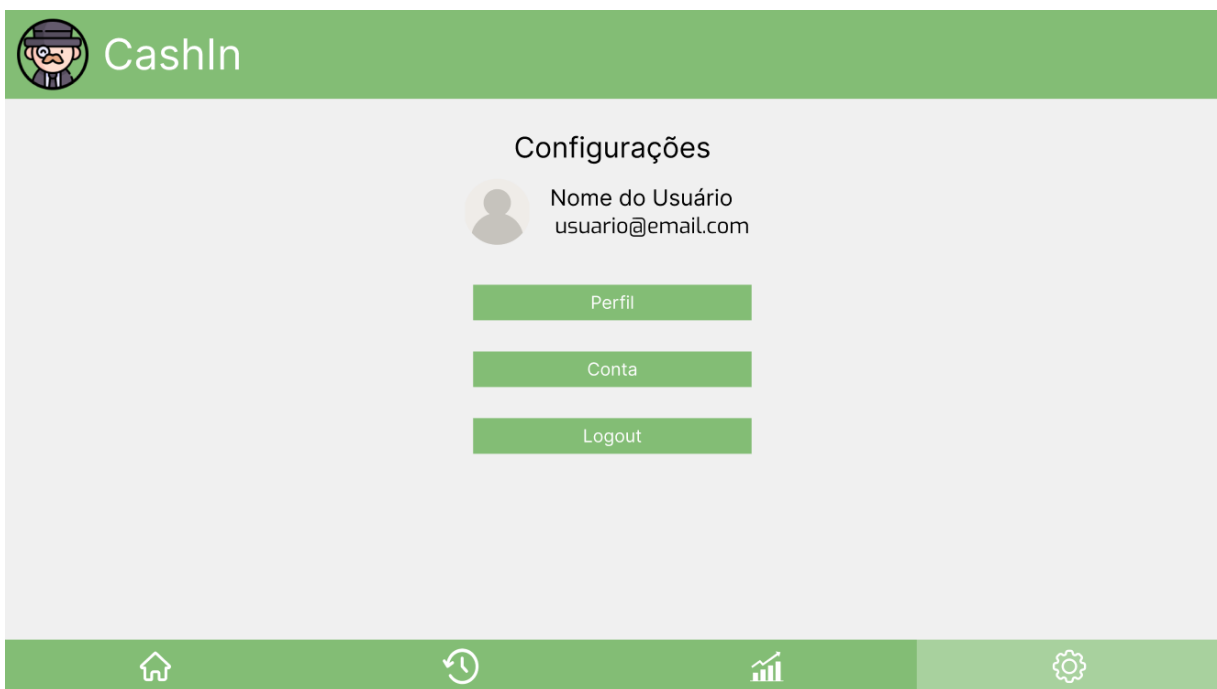 CashIn
Configurações
Nome do Usuário
usuario@email.com
Perfil
Conta
Logout